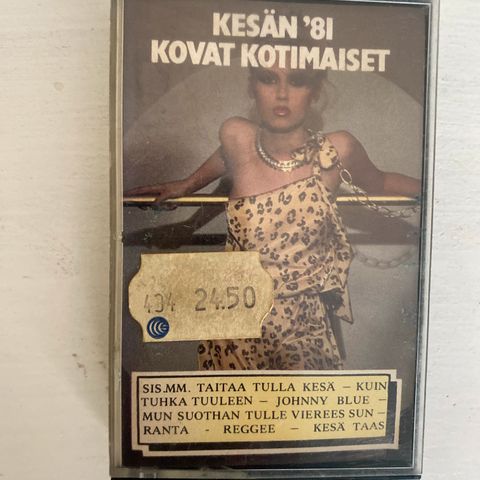 KESÄN '81
KOVAT KOTIMAISET
434 24.50
SIS.MM. TAITAA TULLA KESÄ – KUIN
TUHKA TUULEEN – JOHNNY BLUE –
MUN SUOTHAN TULLE VIEREES SUN –
RANTA - REGGEE – KESÄ TAAS